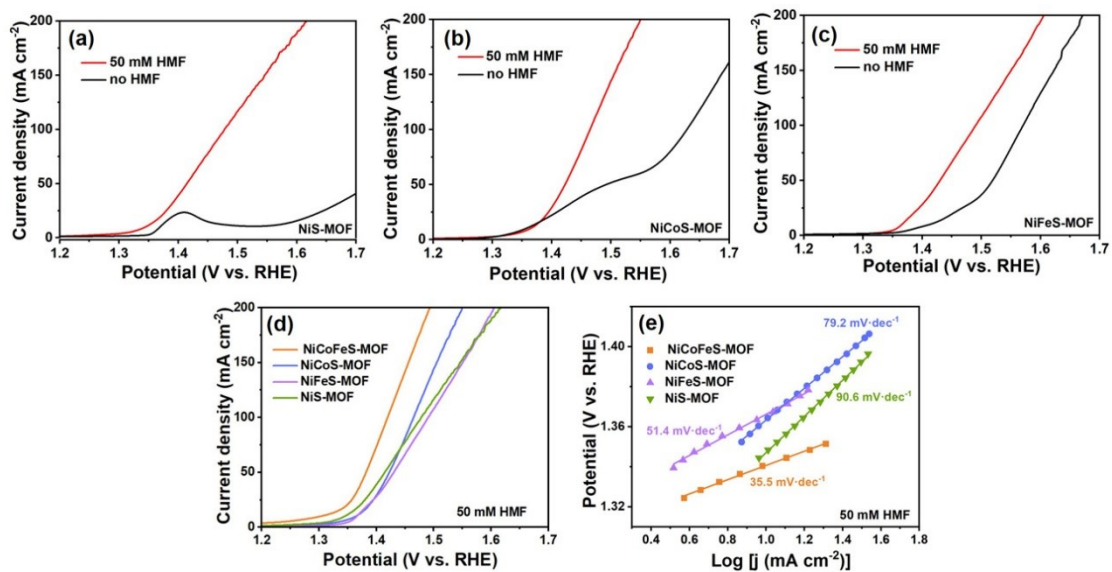 (a)
50 mM HMF
no HMF
NiS-MOF
Current density (mA cm⁻²)
200
150
100
50
0
1.2 1.3 1.4 1.5 1.6 1.7
Potential (V vs. RHE)
(b)
50 mM HMF
no HMF
NiCoS-MOF
Current density (mA cm⁻²)
200
150
100
50
0
1.2 1.3 1.4 1.5 1.6 1.7
Potential (V vs. RHE)
(c)
50 mM HMF
no HMF
NiFeS-MOF
Current density (mA cm⁻²)
200
150
100
50
0
1.2 1.3 1.4 1.5 1.6 1.7
Potential (V vs. RHE)
(d)
NiCoFeS-MOF
NiCoS-MOF
NiFeS-MOF
NiS-MOF
50 mM HMF
Current density (mA cm⁻²)
200
150
100
50
0
1.2 1.3 1.4 1.5 1.6 1.7
Potential (V vs. RHE)
(e)
NiCoFeS-MOF
NiCoS-MOF
NiFeS-MOF
NiS-MOF
79.2 mV·dec⁻¹
90.6 mV·dec⁻¹
51.4 mV·dec⁻¹
35.5 mV·dec⁻¹
50 mM HMF
Potential (V vs. RHE)
1.40
1.36
1.32
0.4 0.6 0.8 1.0 1.2 1.4 1.6 1.8
Log [j (mA cm⁻²)]